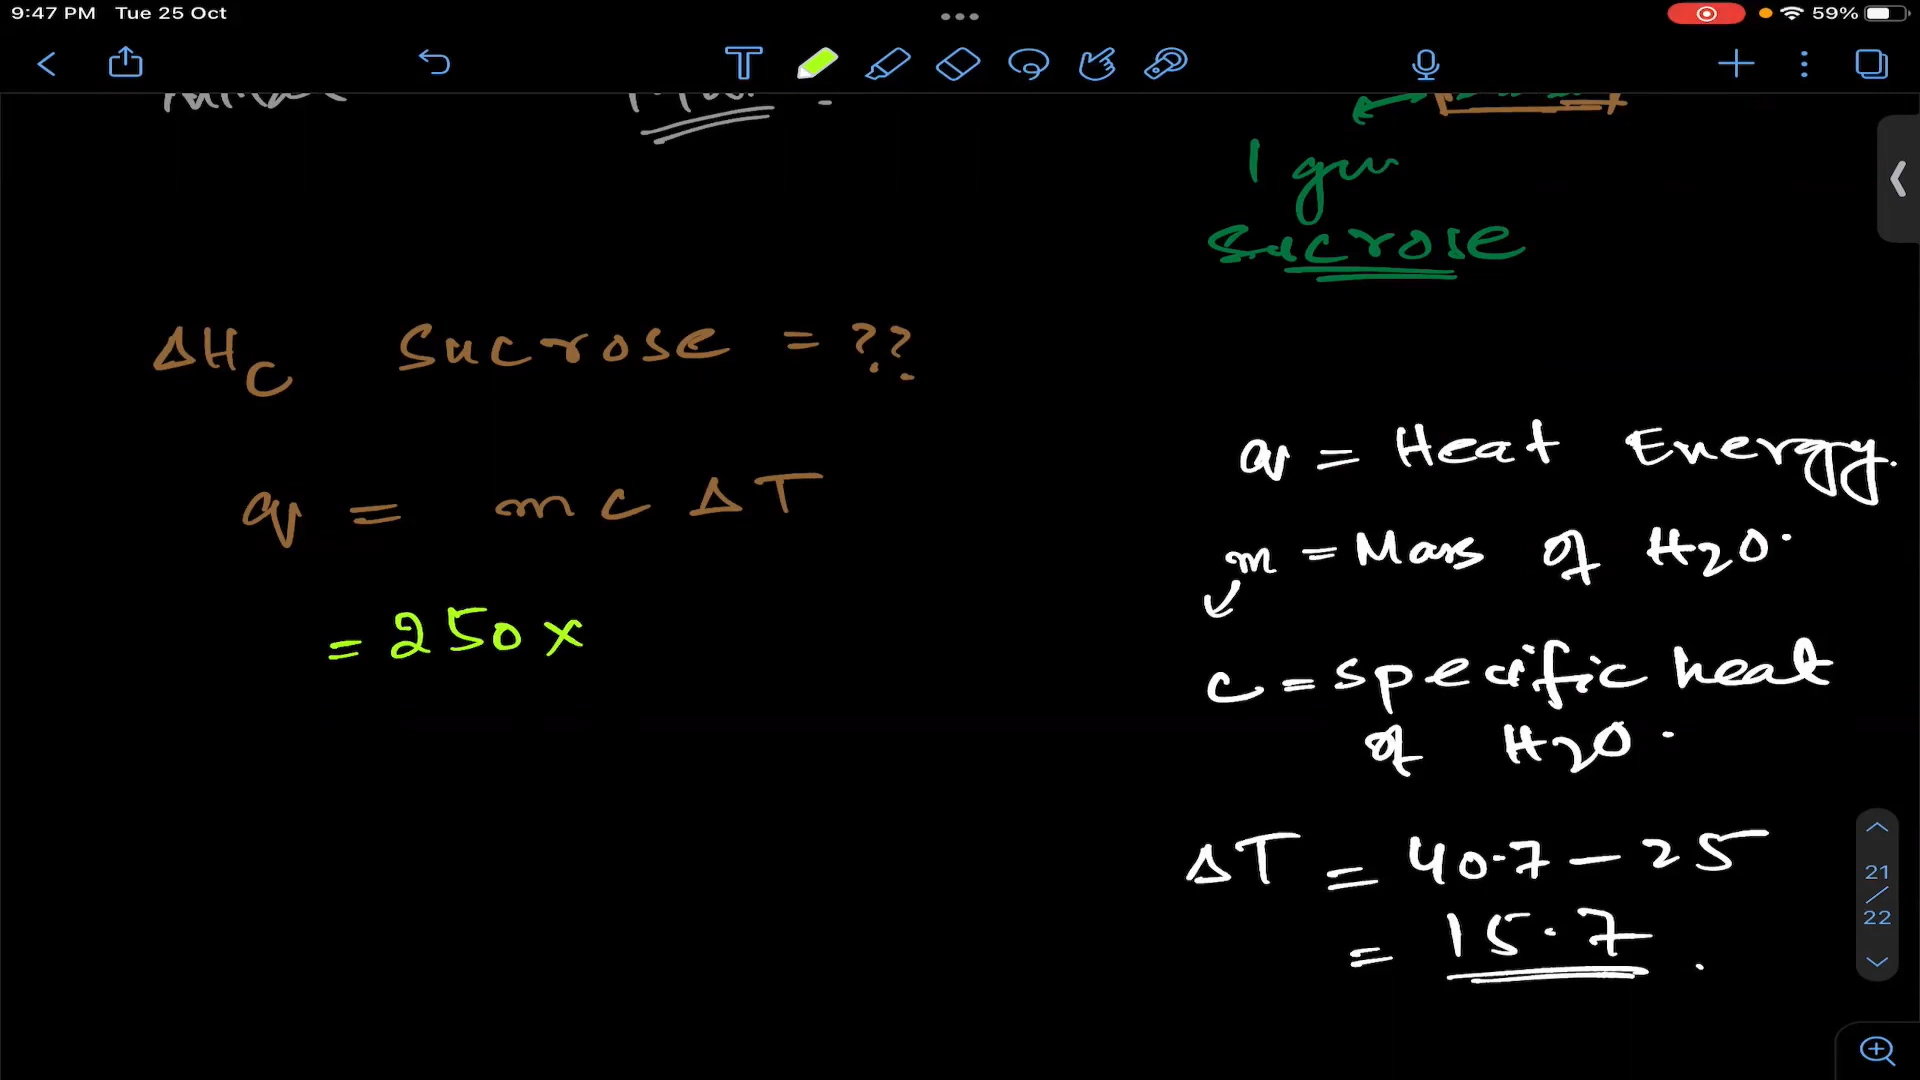 9:47 PM Tue 25 Oct
59%
1 gm
Sucrose
ΔHc Sucrose = ??
q = m c ΔT
= 250 x
q = Heat Energy.
m = Mass of H2O.
c = specific heat
of H2O.
ΔT = 40.7 - 25
= 15.7.
21
/
22